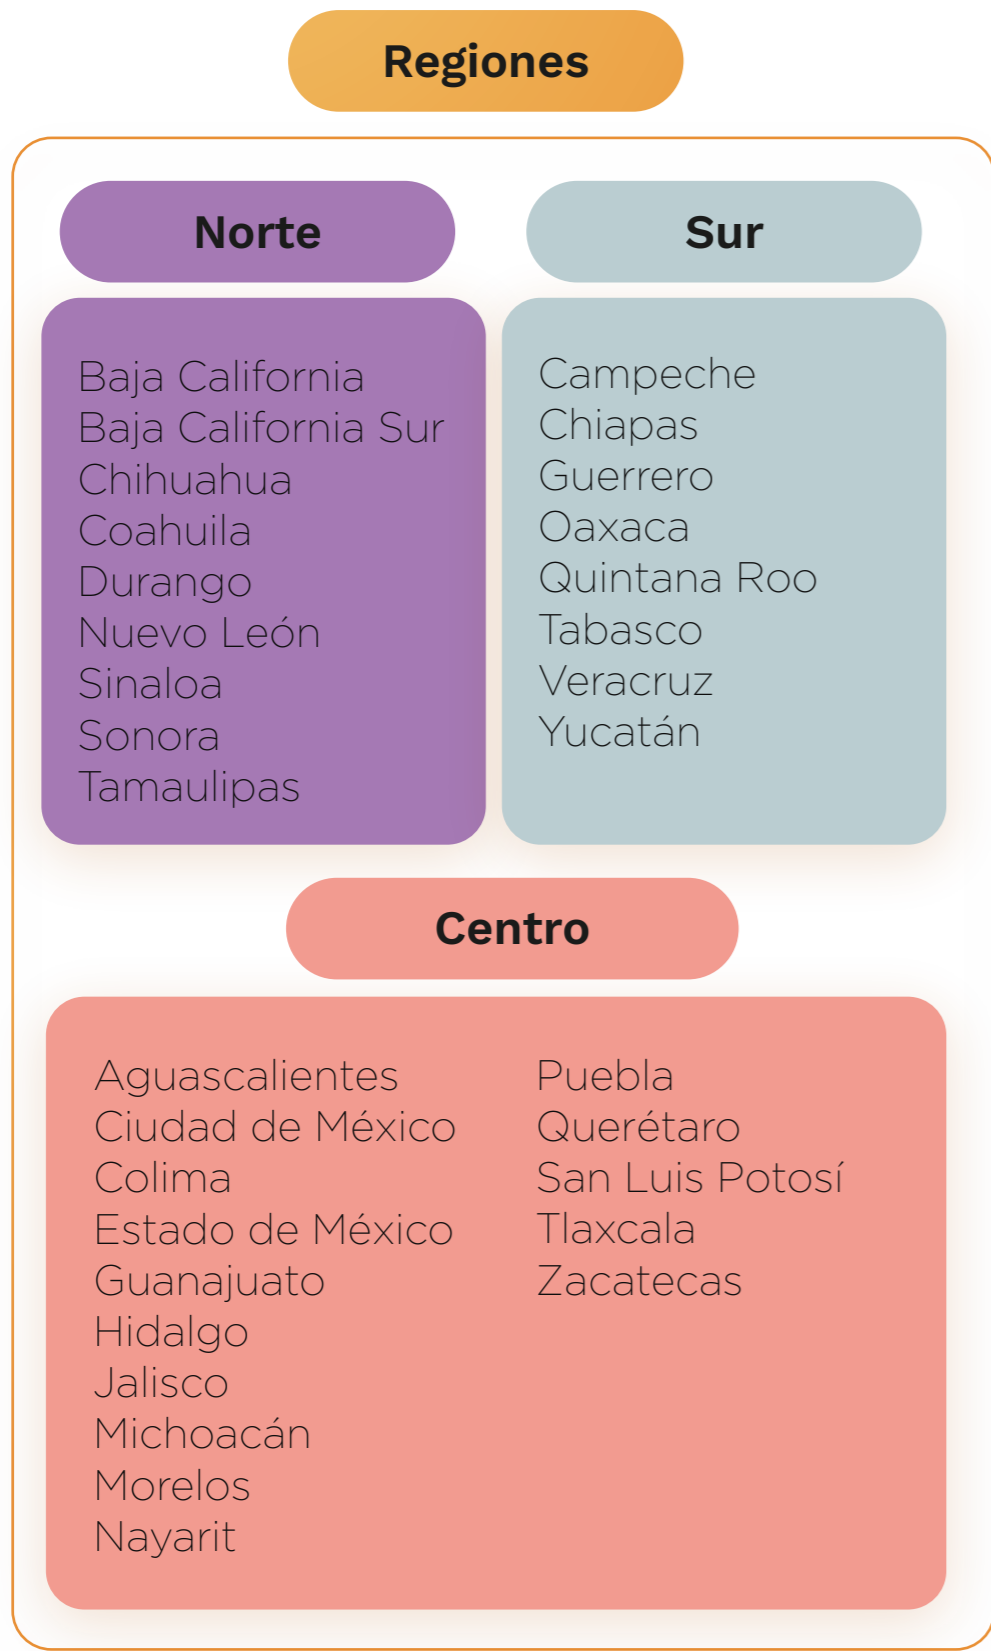 Regiones
Norte
Baja California
Baja California Sur
Chihuahua
Coahuila
Durango
Nuevo León
Sinaloa
Sonora
Tamaulipas
Sur
Campeche
Chiapas
Guerrero
Oaxaca
Quintana Roo
Tabasco
Veracruz
Yucatán
Centro
Aguascalientes
Ciudad de México
Colima
Estado de México
Guanajuato
Hidalgo
Jalisco
Michoacán
Morelos
Nayarit
Puebla
Querétaro
San Luis Potosí
Tlaxcala
Zacatecas